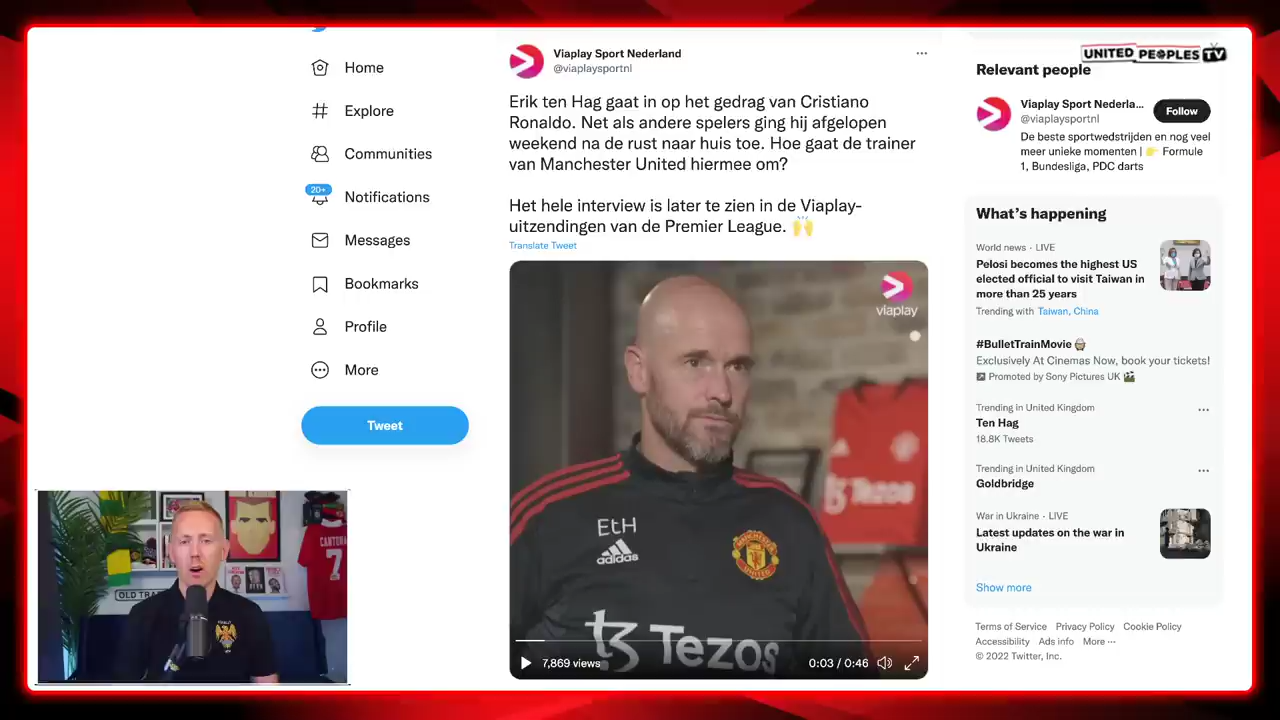 Home
Explore
Communities
20+
Notifications
Messages
Bookmarks
Profile
More
Tweet
Viaplay Sport Nederland
@viaplaysportnl
Erik ten Hag gaat in op het gedrag van Cristiano
Ronaldo. Net als andere spelers ging hij afgelopen
weekend na de rust naar huis toe. Hoe gaat de trainer
van Manchester United hiermee om?
Het hele interview is later te zien in de Viaplay-
uitzendingen van de Premier League. 🙌
Translate Tweet
viaplay
EtH
adidas
MANCHESTER
UNITED
Tezos
Tezos
7,869 views
0:03 / 0:46
UNITED PEOPLES TV
Relevant people
Viaplay Sport Nederla...
@viaplaysportnl
Follow
De beste sportwedstrijden en nog veel
meer unieke momenten | 👉 Formule
1, Bundesliga, PDC darts
What's happening
World news · LIVE
Pelosi becomes the highest US
elected official to visit Taiwan in
more than 25 years
Trending with Taiwan, China
#BulletTrainMovie
Exclusively At Cinemas Now, book your tickets!
Promoted by Sony Pictures UK 🎬
Trending in United Kingdom
Ten Hag
18.8K Tweets
Trending in United Kingdom
Goldbridge
War in Ukraine · LIVE
Latest updates on the war in
Ukraine
Show more
Terms of Service Privacy Policy Cookie Policy
Accessibility Ads info More ···
© 2022 Twitter, Inc.
OLD TRA
CANTONA
7